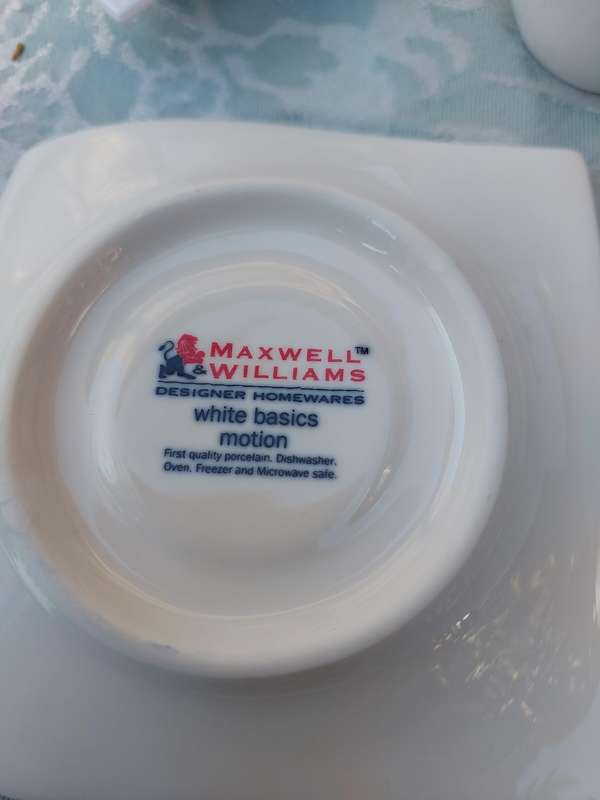 MAXWELL™
& WILLIAMS
DESIGNER HOMEWARES
white basics
motion
First quality porcelain. Dishwasher.
Oven. Freezer and Microwave safe.